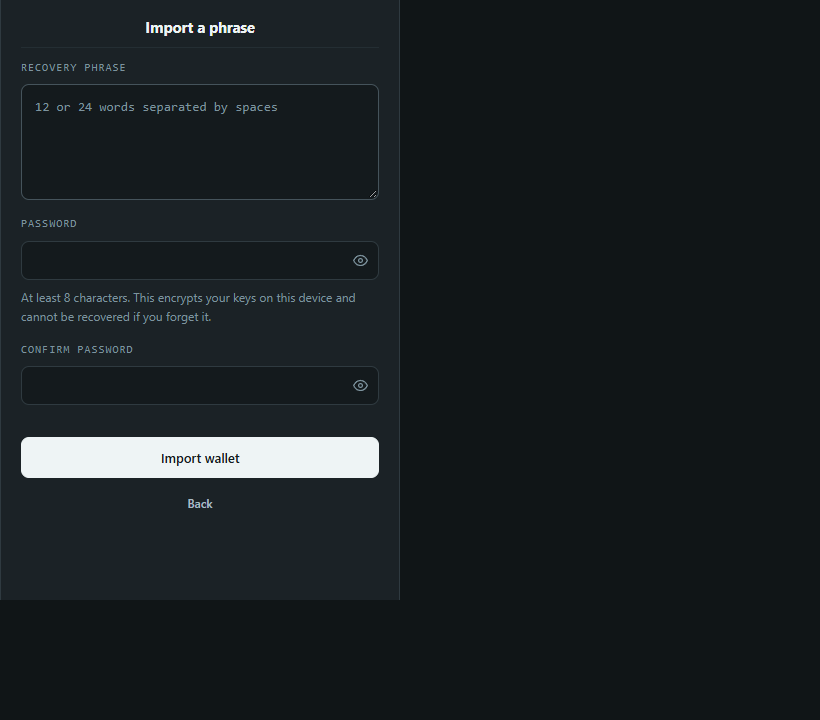 Import a phrase
RECOVERY PHRASE
12 or 24 words separated by spaces
PASSWORD
At least 8 characters. This encrypts your keys on this device and
cannot be recovered if you forget it.
CONFIRM PASSWORD
Import wallet
Back